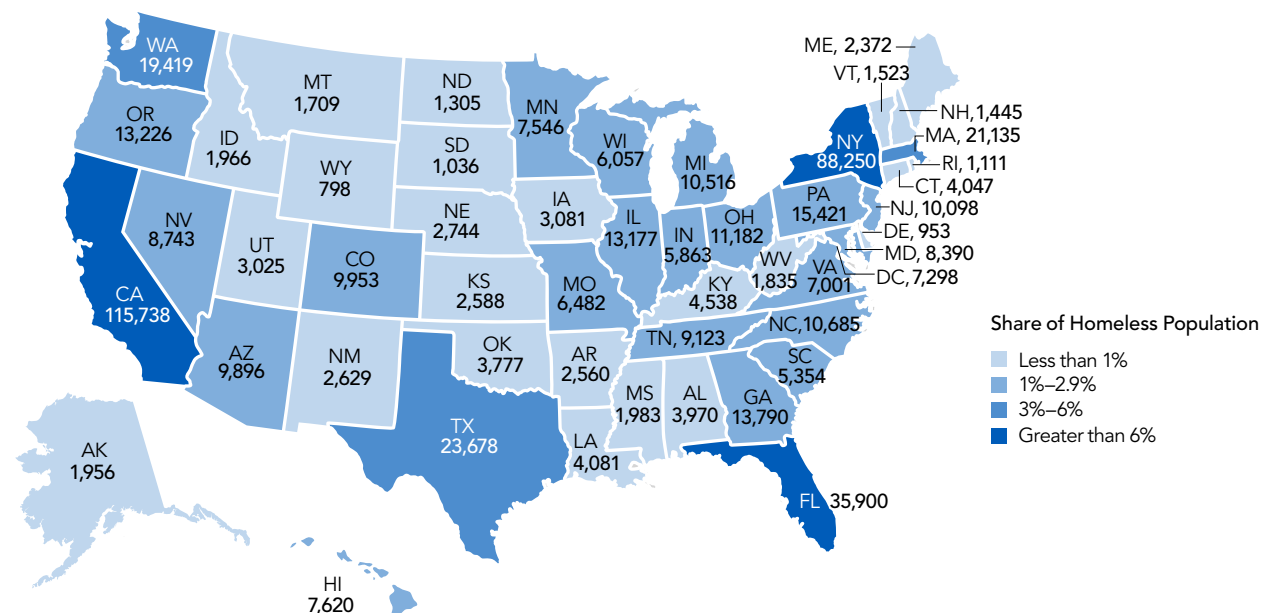 WA
19,419
MT
1,709
ND
1,305
MN
7,546
ME, 2,372
VT, 1,523
NH, 1,445
MA, 21,135
RI, 1,111
CT, 4,047
NJ, 10,098
DE, 953
MD, 8,390
DC, 7,298
OR
13,226
ID
1,966
WY
798
SD
1,036
WI
6,057
MI
10,516
NY
88,250
PA
15,421
NV
8,743
UT
3,025
CO
9,953
NE
2,744
IA
3,081
IL
13,177
IN
5,863
OH
11,182
WV
1,835
VA
7,001
CA
115,738
KS
2,588
MO
6,482
KY
4,538
AZ
9,896
NM
2,629
OK
3,777
AR
2,560
TN, 9,123
NC, 10,685
SC
5,354
TX
23,678
LA
4,081
MS
1,983
AL
3,970
GA
13,790
FL 35,900
AK
1,956
HI
7,620
Share of Homeless Population
Less than 1%
1%–2.9%
3%–6%
Greater than 6%